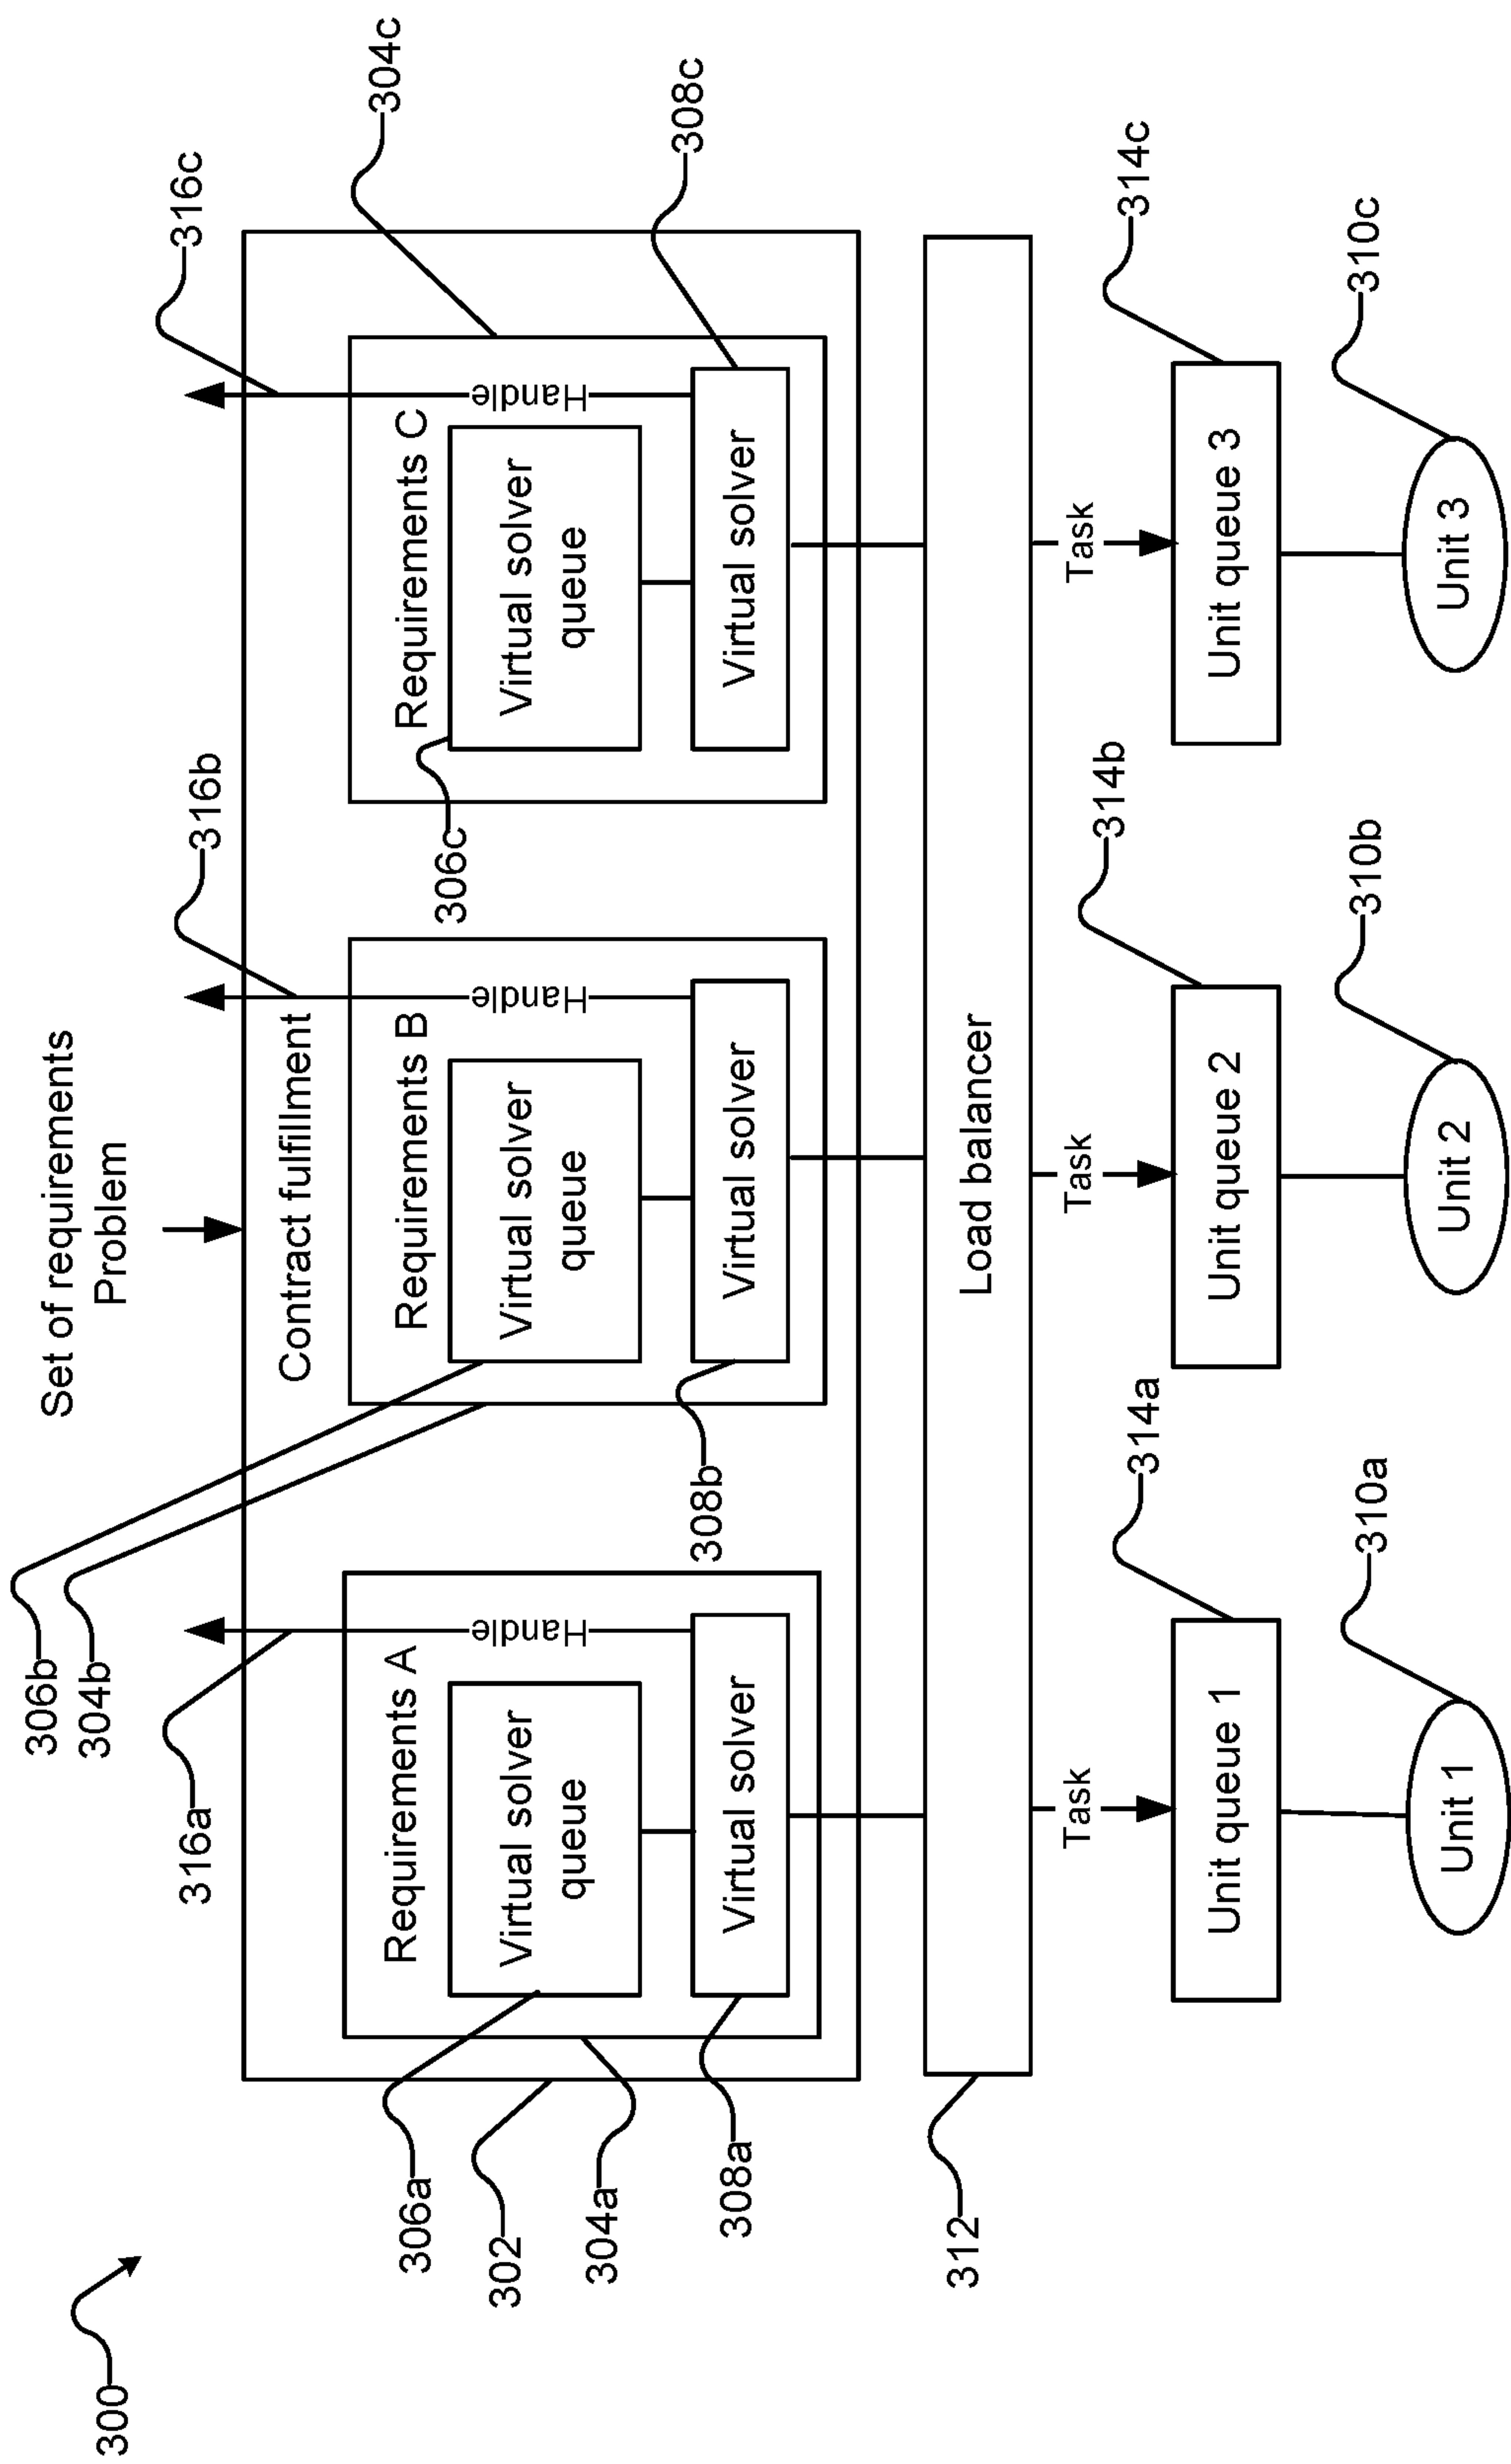 300
Set of requirements
Problem
306b
304b
316a
316b
316c
304c
Contract fulfillment
306a
302
304a
308a
Requirements A
Virtual solver
queue
Handle
Virtual solver
308b
Requirements B
Virtual solver
queue
Handle
Virtual solver
306c
Requirements C
Virtual solver
queue
Handle
Virtual solver
308c
312
Load balancer
Task
Task
Task
314a
314b
314c
Unit queue 1
Unit queue 2
Unit queue 3
310a
310b
310c
Unit 1
Unit 2
Unit 3